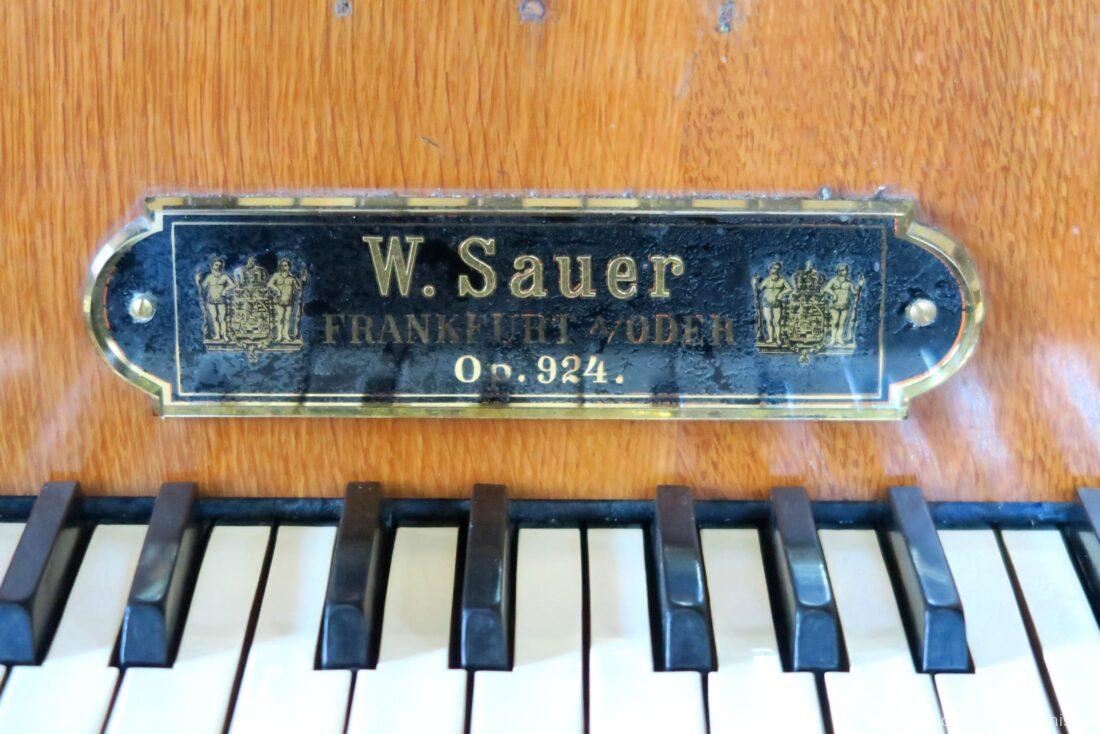 W. Sauer
FRANKFURT a/ODER
Op. 924.